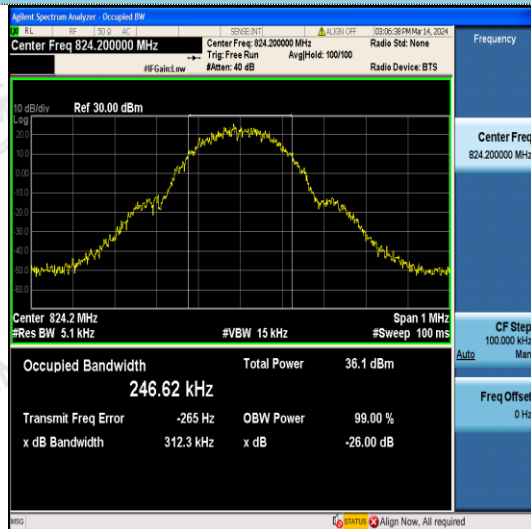 Agilent Spectrum Analyzer - Occupied BW
RL RF 50 Ω AC SENSE:INT ALIGN OFF 03:06:38 PM Mar 14, 2024
Center Freq 824.200000 MHz Center Freq: 824.200000 MHz Radio Std: None Frequency
Trig: Free Run Avg|Hold: 100/100
#IFGain:Low #Atten: 40 dB Radio Device: BTS
10 dB/div Ref 30.00 dBm
Log
20.0
10.0
0.00
-10.0
-20.0
-30.0
-40.0
-50.0
-60.0
Center Freq
824.200000 MHz
Center 824.2 MHz Span 1 MHz
#Res BW 5.1 kHz #VBW 15 kHz #Sweep 100 ms
CF Step
100.000 kHz
Auto Man
Occupied Bandwidth Total Power 36.1 dBm
246.62 kHz
Transmit Freq Error -265 Hz OBW Power 99.00 %
x dB Bandwidth 312.3 kHz x dB -26.00 dB
Freq Offset
0 Hz
MSG STATUS Align Now, All required